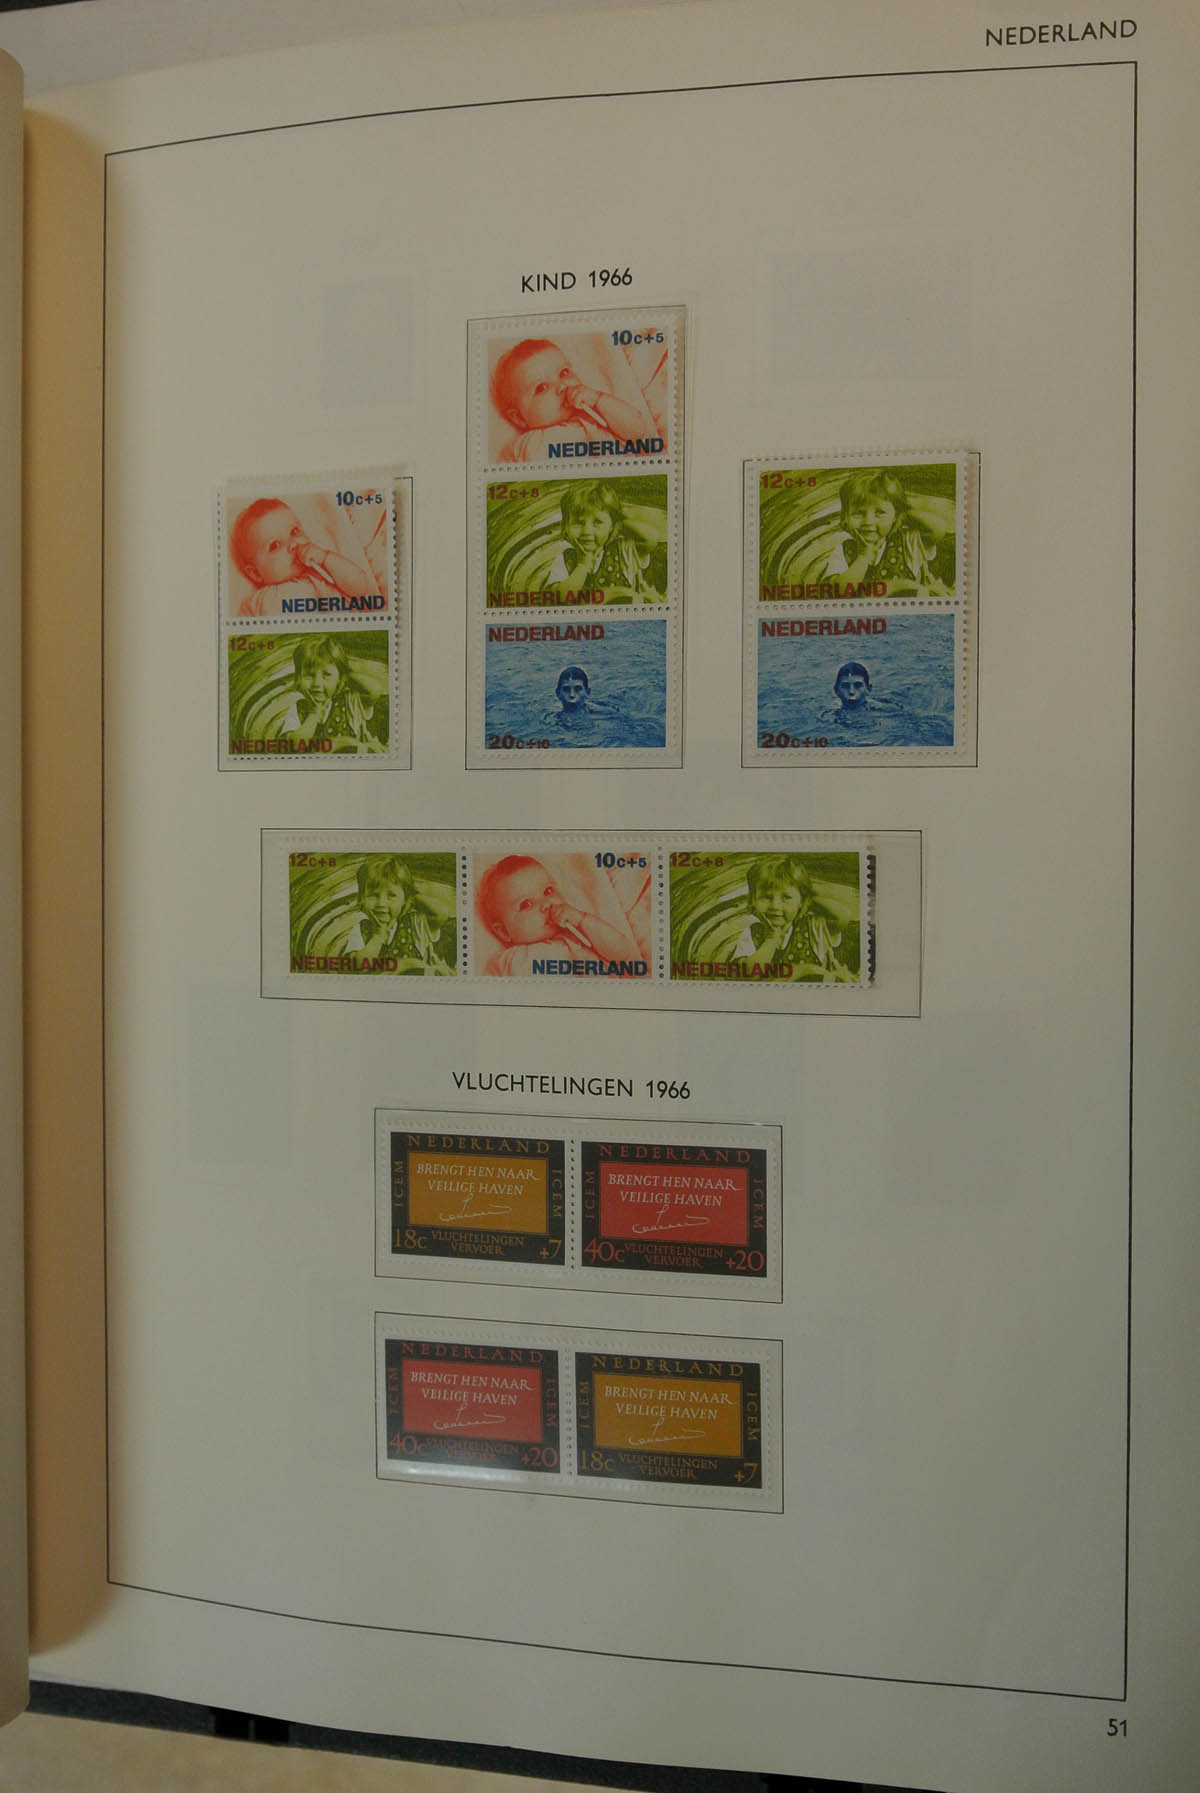 NEDERLAND
KIND 1966
10c+5
NEDERLAND
12c+8
NEDERLAND
10c+5
NEDERLAND
12c+8
NEDERLAND
NEDERLAND
20c+10
12c+8
NEDERLAND
NEDERLAND
20c+10
12c+8
NEDERLAND
10c+5
NEDERLAND
12c+8
NEDERLAND
VLUCHTELINGEN 1966
NEDERLAND
ICEM
BRENGT HEN NAAR
VEILIGE HAVEN
ICEM
18c VLUCHTELINGEN +7
VERVOER
NEDERLAND
ICEM
BRENGT HEN NAAR
VEILIGE HAVEN
ICEM
40c VLUCHTELINGEN +20
VERVOER
NEDERLAND
ICEM
BRENGT HEN NAAR
VEILIGE HAVEN
ICEM
40c VLUCHTELINGEN +20
VERVOER
NEDERLAND
ICEM
BRENGT HEN NAAR
VEILIGE HAVEN
ICEM
18c VLUCHTELINGEN +7
VERVOER
51